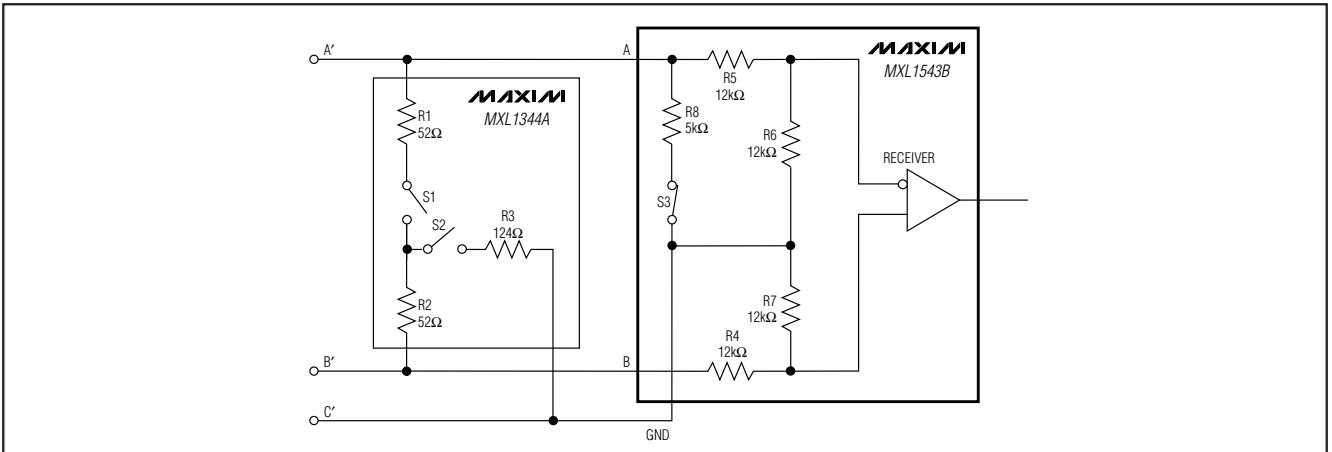 A′
A
MAXIM
MXL1543B
R5
12kΩ
MAXIM
MXL1344A
R1
52Ω
R8
5kΩ
R6
12kΩ
RECEIVER
S1
S3
S2
R3
124Ω
R2
52Ω
R7
12kΩ
R4
12kΩ
B′
B
C′
GND